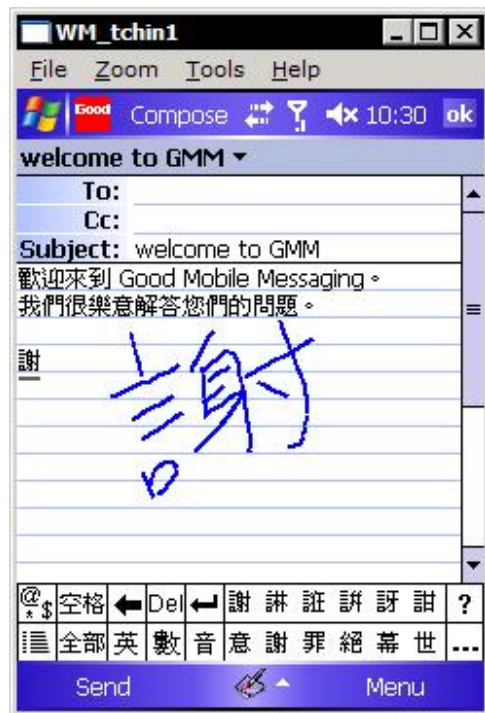 WM_tchin1
File Zoom Tools Help
Good Compose 10:30 ok
welcome to GMM
To:
Cc:
Subject: welcome to GMM
歡迎來到 Good Mobile Messaging。
我們很樂意解答您們的問題。
謝
謝
@*$ 空格 Del 謝 誁 誑 詽 訝 詌 ?
全部 英 數 音 意 謝 罪 絕 幕 世 ...
Send Menu